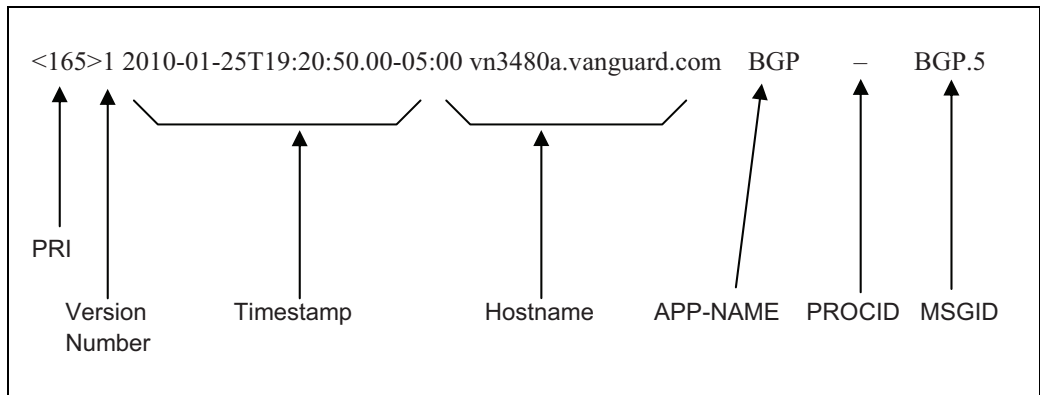 <165>1 2010-01-25T19:20:50.00-05:00 vn3480a.vanguard.com BGP – BGP.5
PRI
Version Number
Timestamp
Hostname
APP-NAME
PROCID
MSGID